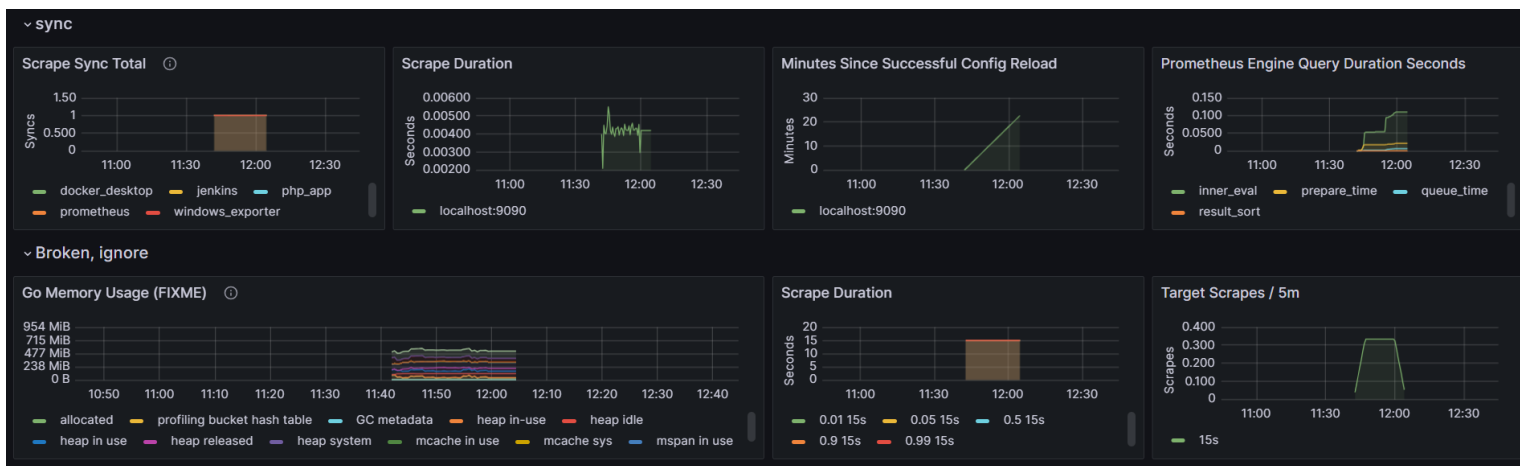 sync
Scrape Sync Total
1.50
1
0.500
0
Syncs
11:00 11:30 12:00 12:30
docker_desktop jenkins php_app
prometheus windows_exporter
Scrape Duration
0.00600
0.00500
0.00400
0.00300
0.00200
Seconds
11:00 11:30 12:00 12:30
localhost:9090
Minutes Since Successful Config Reload
30
20
10
0
Minutes
11:00 11:30 12:00 12:30
localhost:9090
Prometheus Engine Query Duration Seconds
0.150
0.100
0.0500
0
Seconds
11:00 11:30 12:00 12:30
inner_eval prepare_time queue_time
result_sort
Broken, ignore
Go Memory Usage (FIXME)
954 MiB
715 MiB
477 MiB
238 MiB
0 B
10:50 11:00 11:10 11:20 11:30 11:40 11:50 12:00 12:10 12:20 12:30 12:40
allocated profiling bucket hash table GC metadata heap in-use heap idle
heap in use heap released heap system mcache in use mcache sys mspan in use
Scrape Duration
20
15
10
5
0
Seconds
11:00 11:30 12:00 12:30
0.01 15s 0.05 15s 0.5 15s
0.9 15s 0.99 15s
Target Scrapes / 5m
0.400
0.300
0.200
0.100
0
Scrapes
11:00 11:30 12:00 12:30
15s